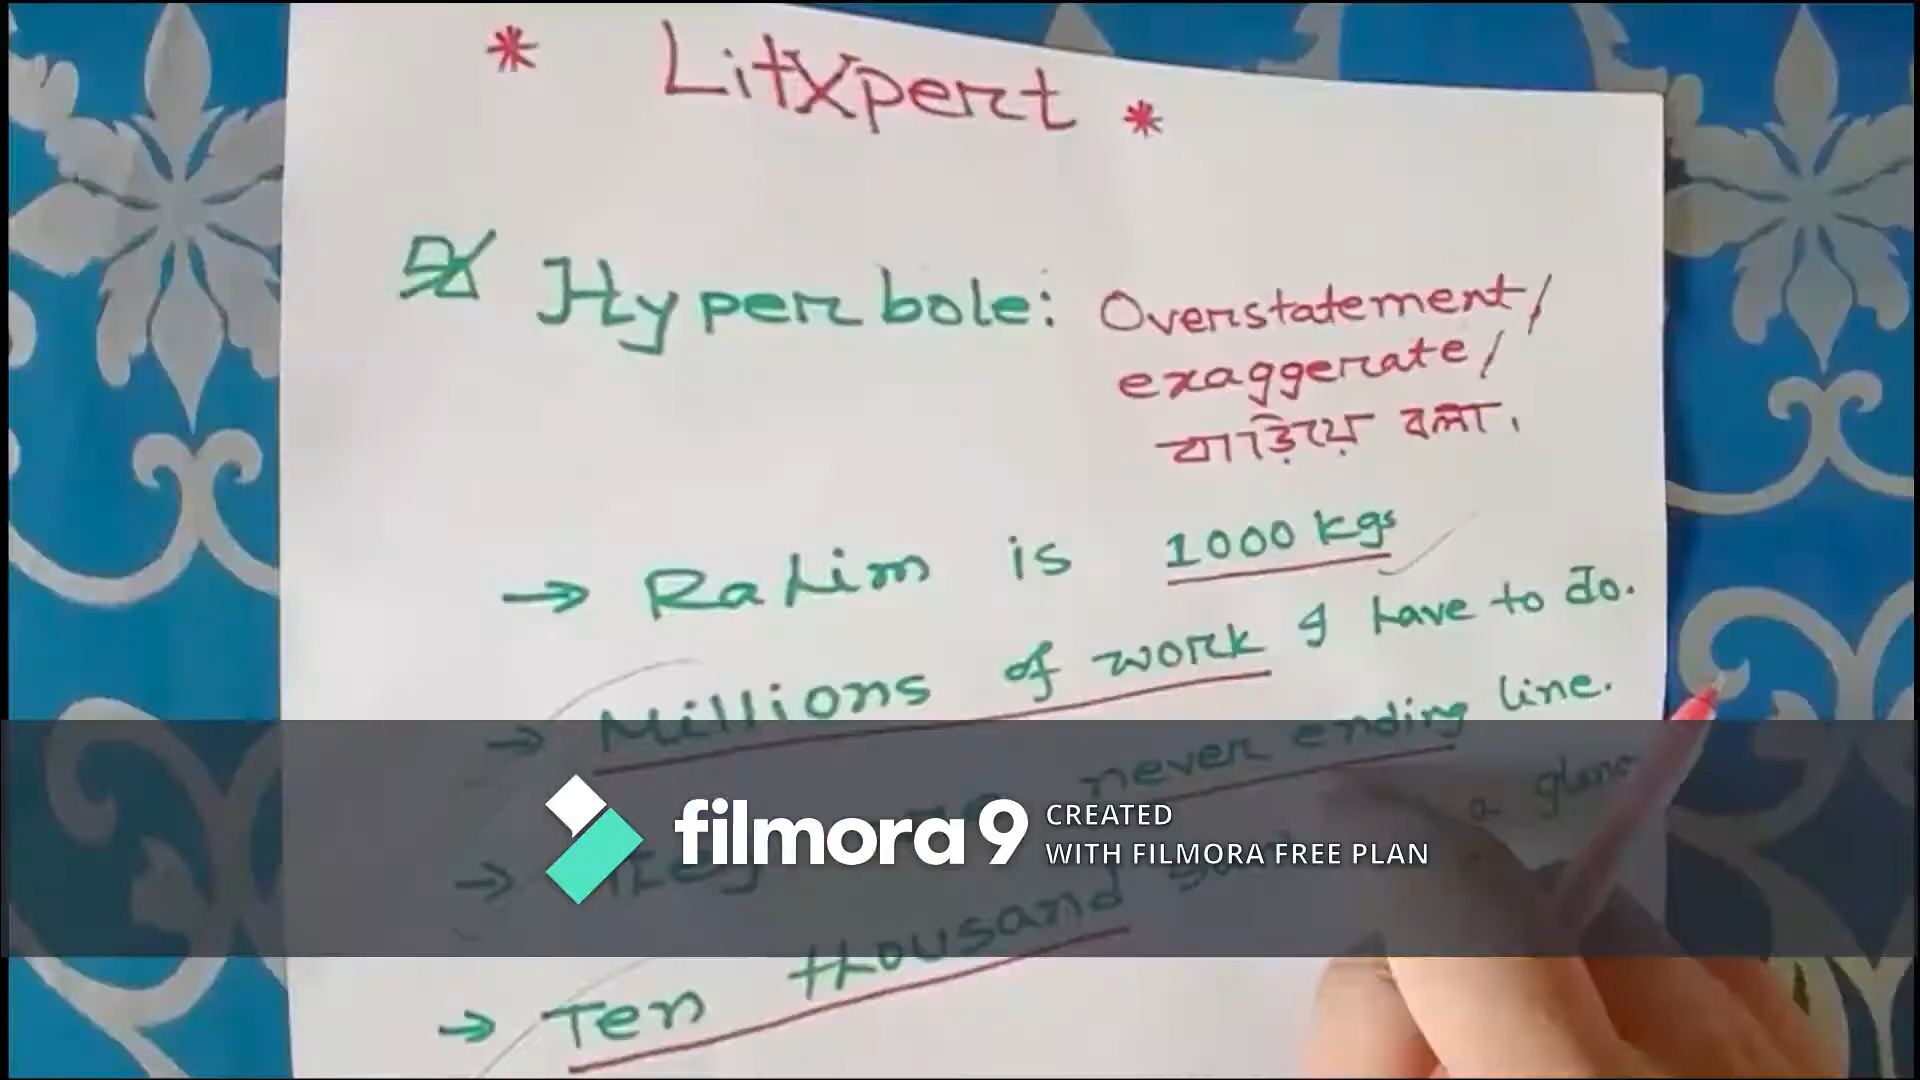 * LitXpert *
Hyperbole: Overstatement/
exaggerate/
বাড়িয়ে বলা।
→ Rahim is 1000 kgs
→ Millions of work I have to do.
→ never ending line.
→ Ten thousand a
filmora9 CREATED
WITH FILMORA FREE PLAN